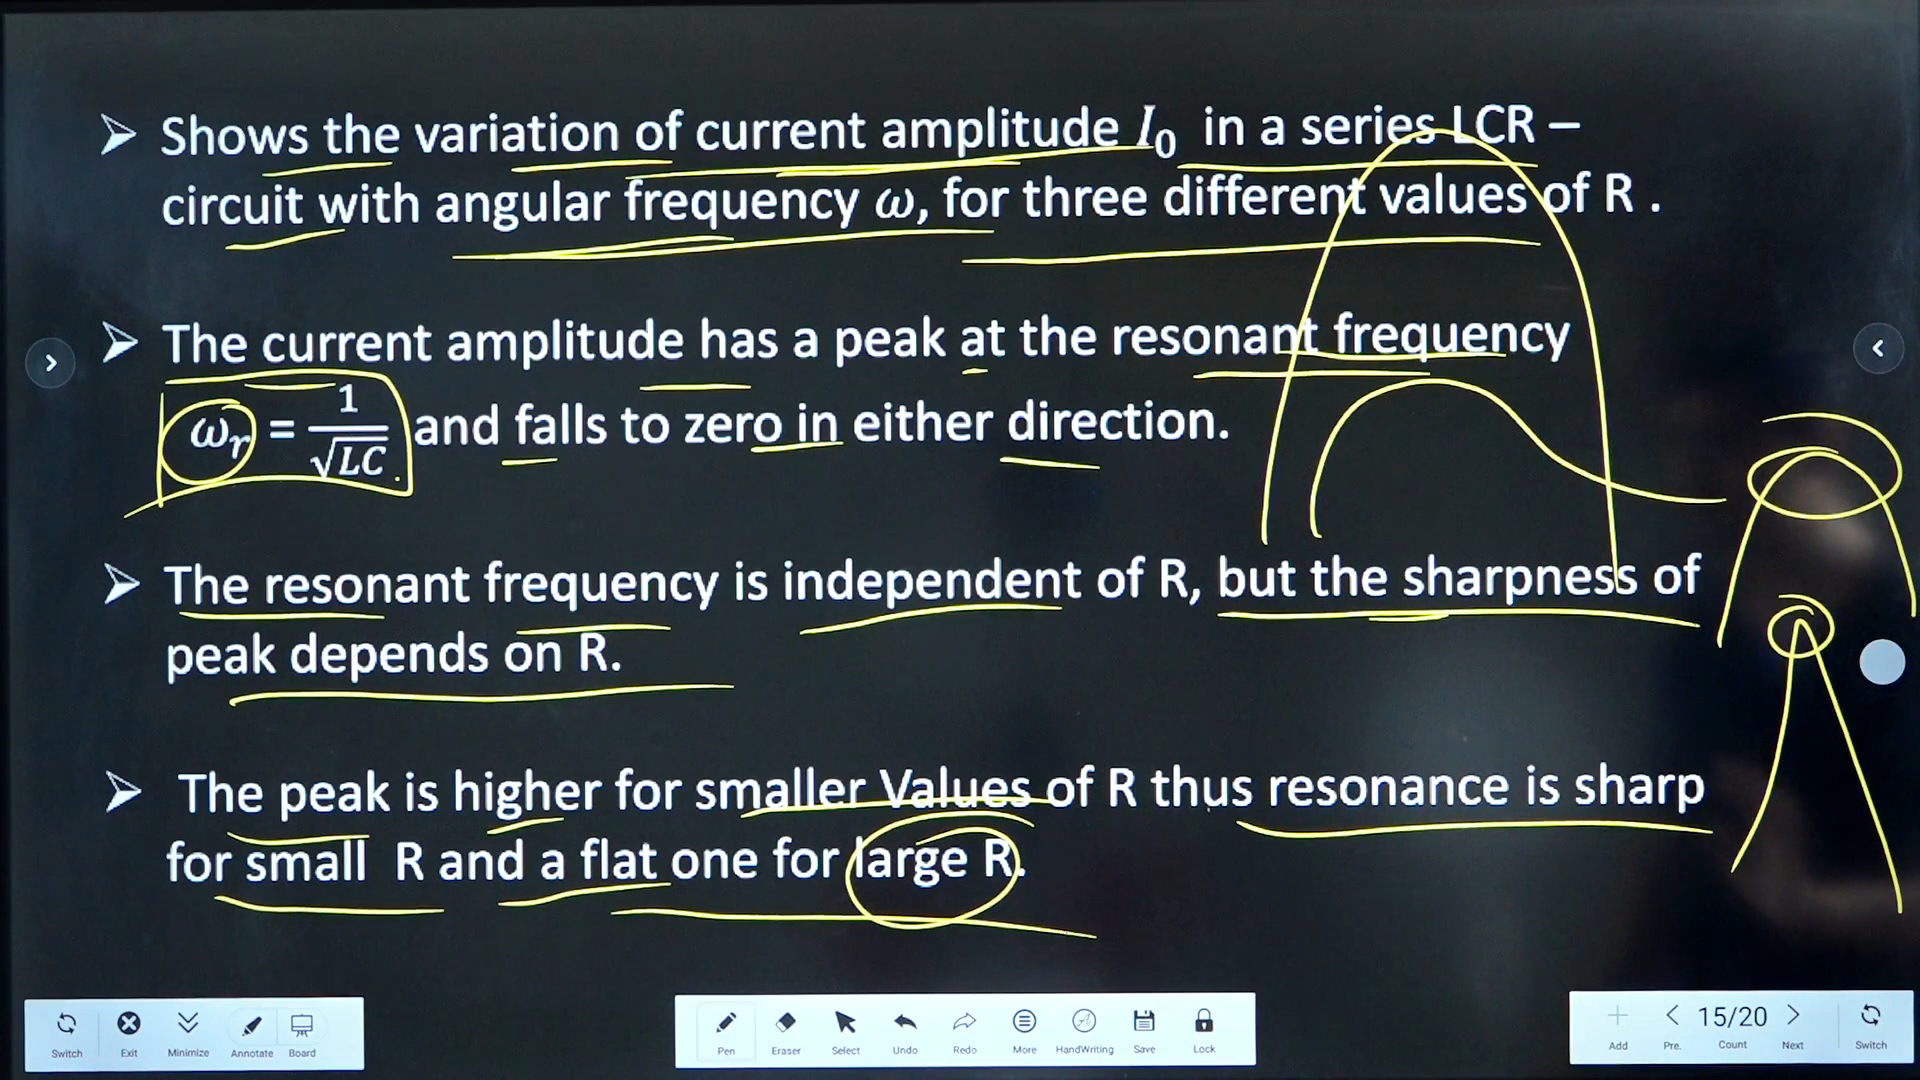 ➢ Shows the variation of current amplitude I₀ in a series LCR –
circuit with angular frequency ω, for three different values of R .
➢ The current amplitude has a peak at the resonant frequency
ωᵣ = 1/√LC and falls to zero in either direction.
➢ The resonant frequency is independent of R, but the sharpness of
peak depends on R.
➢ The peak is higher for smaller Values of R thus resonance is sharp
for small R and a flat one for large R.
Switch Exit Minimize Annotate Board
Pen Eraser Select Undo Redo More HandWriting Save Lock
15/20
Add Pre. Count Next Switch